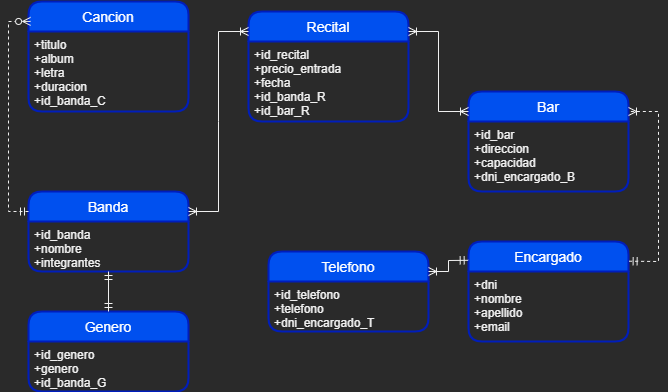 Cancion
+titulo
+album
+letra
+duracion
+id_banda_C
Recital
+id_recital
+precio_entrada
+fecha
+id_banda_R
+id_bar_R
Bar
+id_bar
+direccion
+capacidad
+dni_encargado_B
Banda
+id_banda
+nombre
+integrantes
Telefono
+id_telefono
+telefono
+dni_encargado_T
Encargado
+dni
+nombre
+apellido
+email
Genero
+id_genero
+genero
+id_banda_G